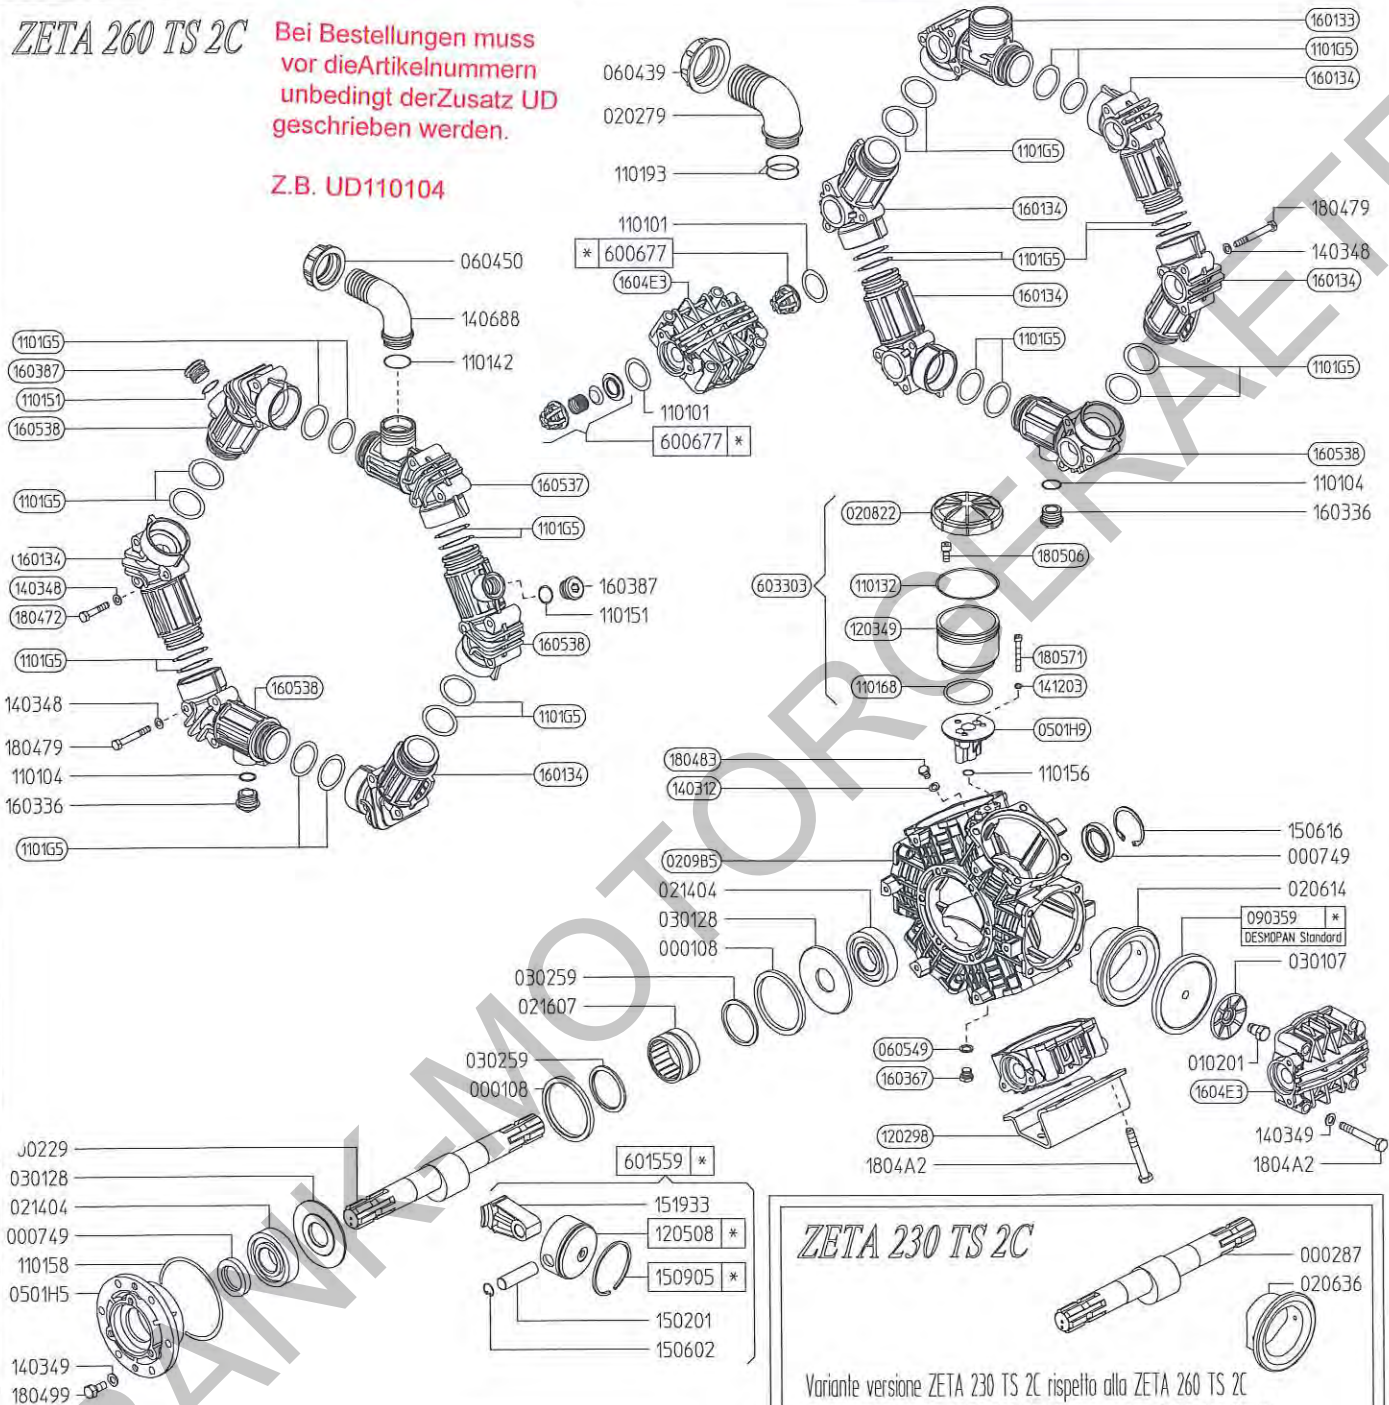 ZETA 260 TS 2C
Bei Bestellungen muss
vor dieArtikelnummern
unbedingt derZusatz UD
geschrieben werden.
Z.B. UD110104
060439
020279
110193
110101
* 600677
1604E3
110101
600677 *
160133
1101G5
160134
1101G5
160134
1101G5
160134
1101G5
180479
140348
160134
1101G5
160538
110104
160336
060450
140688
110142
1101G5
160387
110151
160538
1101G5
160134
140348
180472
1101G5
140348
180479
110104
160336
1101G5
160537
1101G5
160387
110151
160538
160538
1101G5
160134
603303
020822
180506
110132
120349
180571
110168
141203
0501H9
110156
180483
140312
0209B5
021404
030128
000108
030259
021607
030259
000108
150616
000749
020614
090359 *
DESMOPAN Standard
030107
010201
1604E3
140349
1804A2
060549
160367
120298
1804A2
00229
030128
021404
000749
110158
0501H5
140349
180499
601559 *
151933
120508 *
150905 *
150201
150602
ZETA 230 TS 2C
000287
020636
Variante versione ZETA 230 TS 2C rispetto alla ZETA 260 TS 2C
RANK-MOTORGERAETE